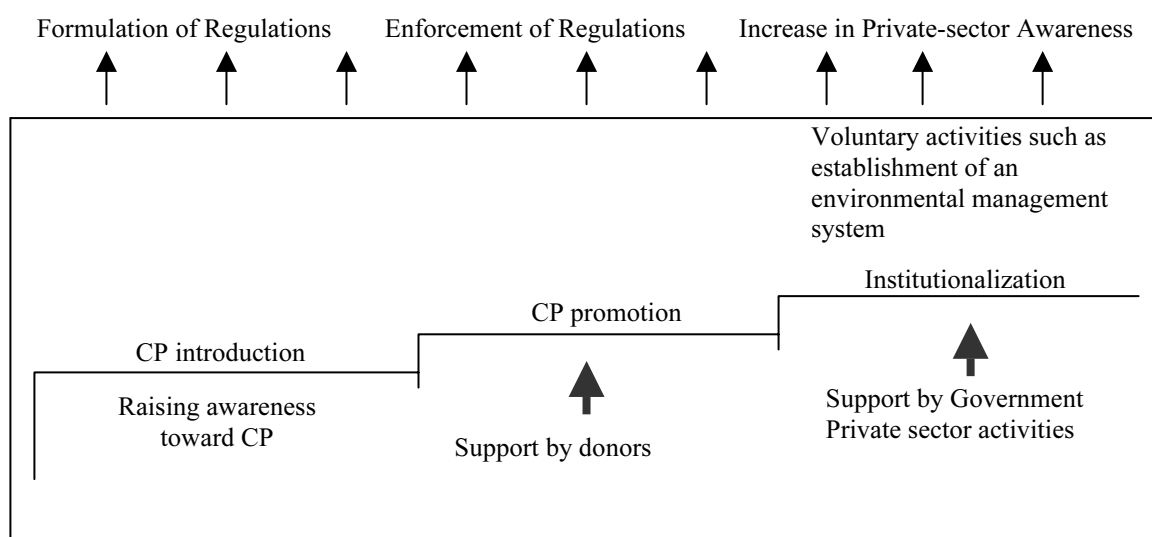 Formulation of Regulations
Enforcement of Regulations
Increase in Private-sector Awareness
Voluntary activities such as
establishment of an
environmental management
system
Institutionalization
CP promotion
CP introduction
Raising awareness
toward CP
Support by donors
Support by Government
Private sector activities